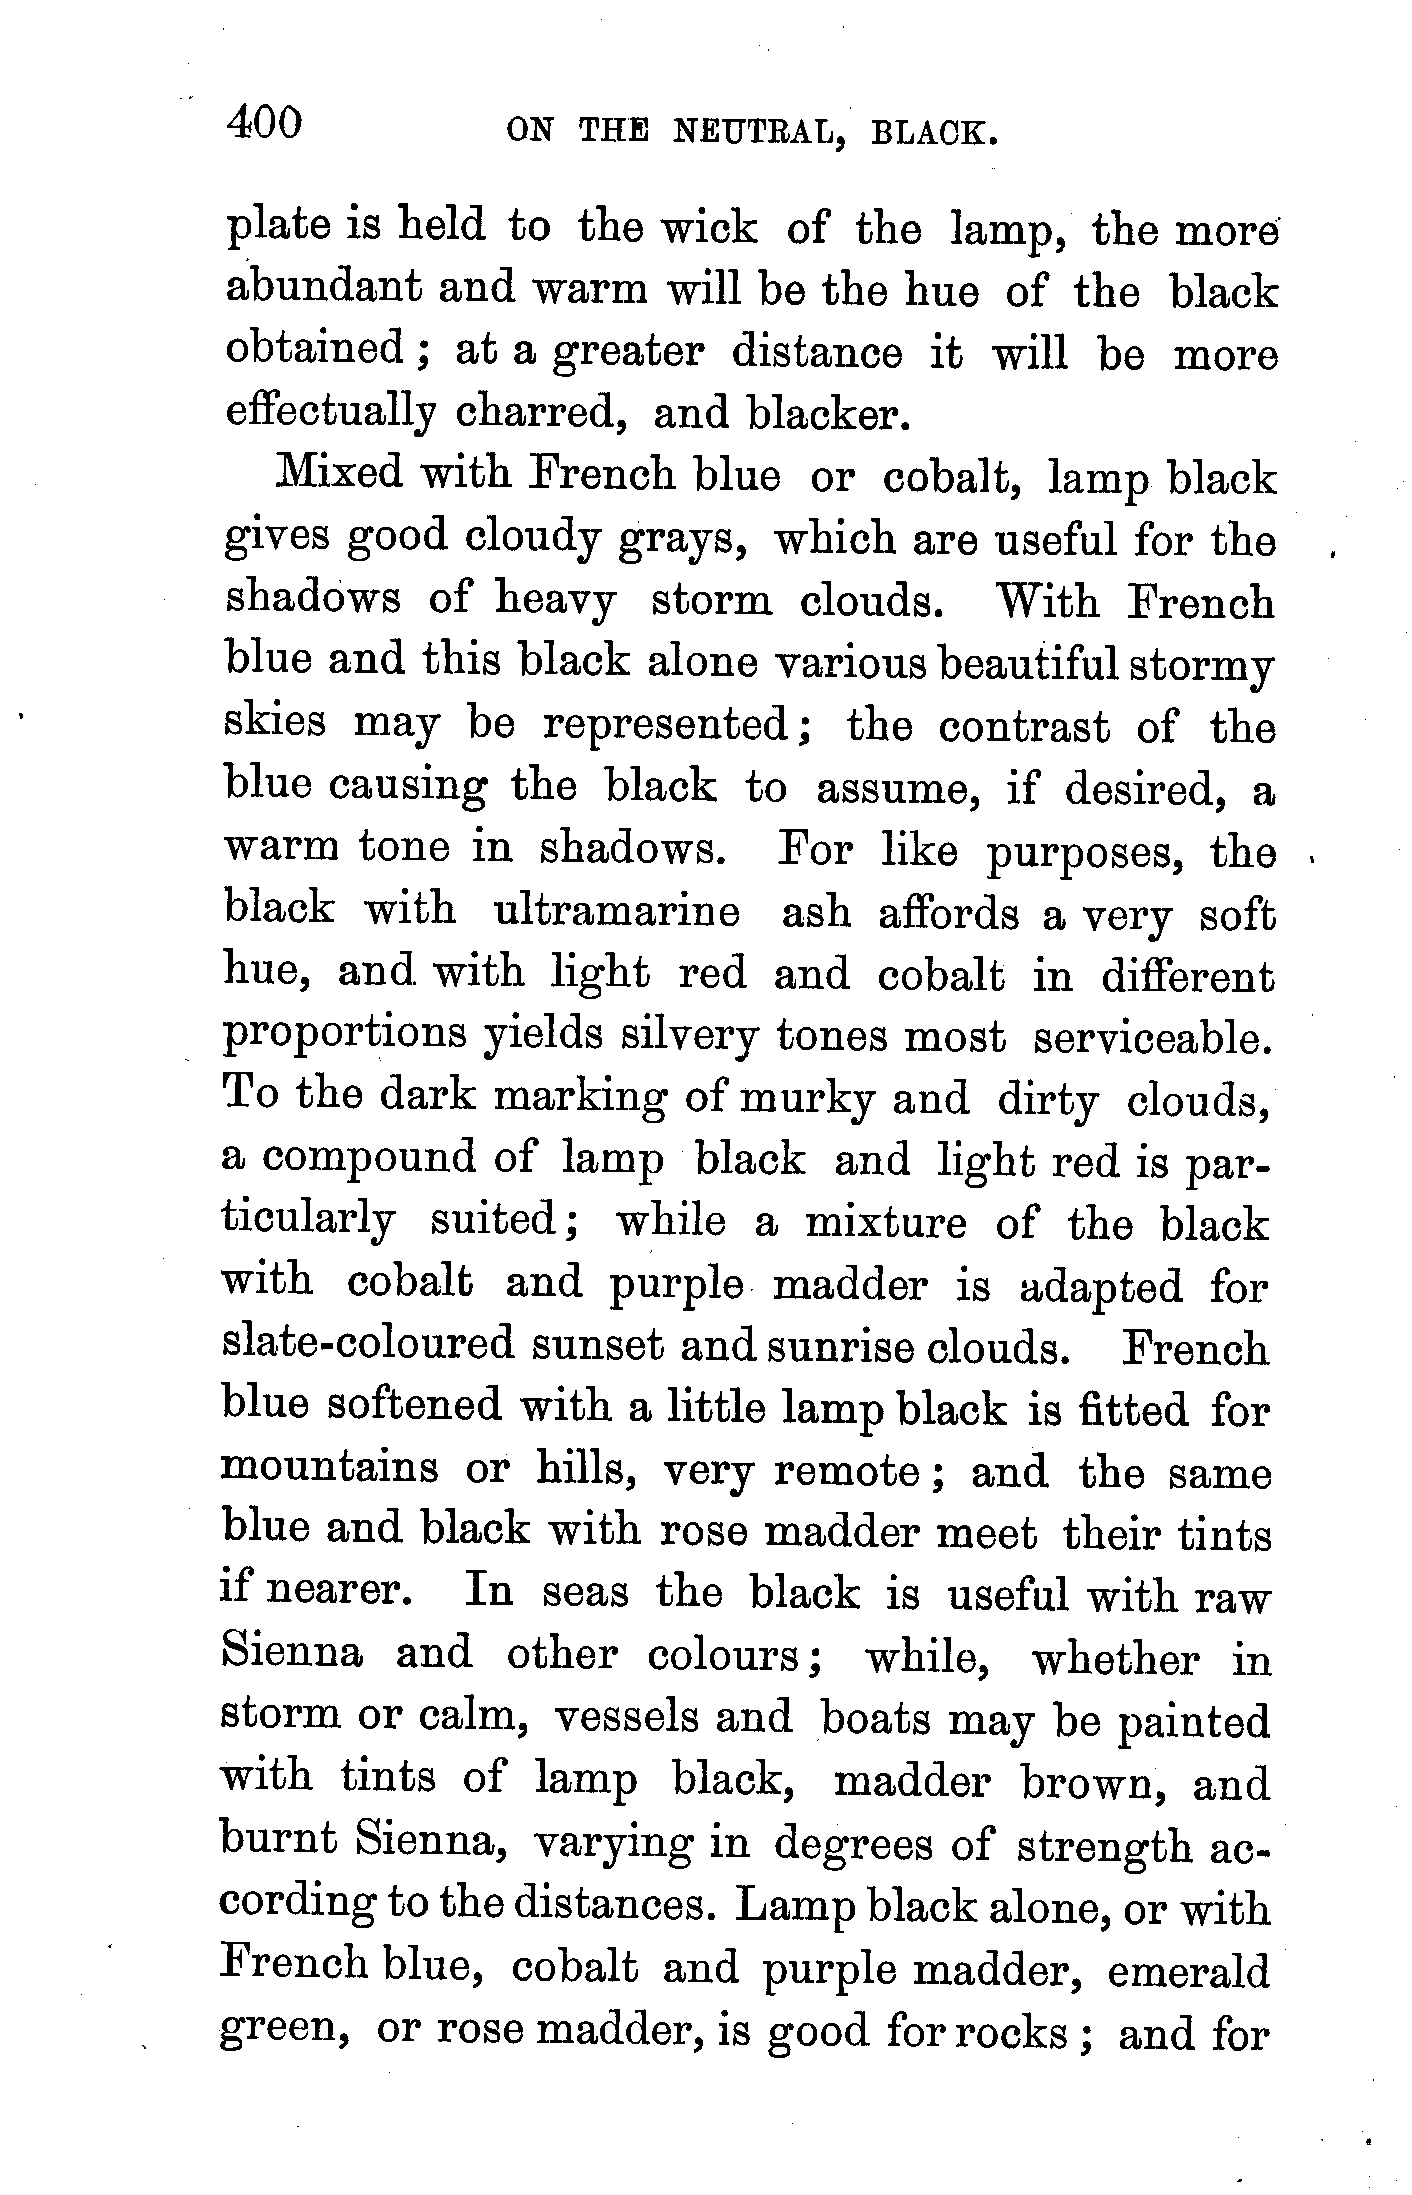 400 ON THE NEUTRAL, BLACK.
plate is held to the wick of the lamp, the more
abundant and warm will be the hue of the black
obtained ; at a greater distance it will be more
effectually charred, and blacker.
Mixed with French blue or cobalt, lamp black
gives good cloudy grays, which are useful for the
shadows of heavy storm clouds. With French
blue and this black alone various beautiful stormy
skies may be represented; the contrast of the
blue causing the black to assume, if desired, a
warm tone in shadows. For like purposes, the
black with ultramarine ash affords a very soft
hue, and with light red and cobalt in different
proportions yields silvery tones most serviceable.
To the dark marking of murky and dirty clouds,
a compound of lamp black and light red is par-
ticularly suited; while a mixture of the black
with cobalt and purple madder is adapted for
slate-coloured sunset and sunrise clouds. French
blue softened with a little lamp black is fitted for
mountains or hills, very remote ; and the same
blue and black with rose madder meet their tints
if nearer. In seas the black is useful with raw
Sienna and other colours; while, whether in
storm or calm, vessels and boats may be painted
with tints of lamp black, madder brown, and
burnt Sienna, varying in degrees of strength ac-
cording to the distances. Lamp black alone, or with
French blue, cobalt and purple madder, emerald
green, or rose madder, is good for rocks ; and for